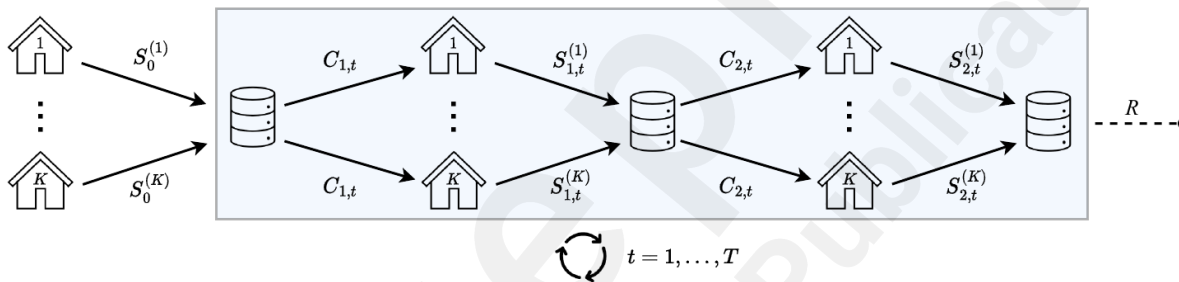 1 $S_0^{(1)}$ $C_{1,t}$ 1 $S_{1,t}^{(1)}$ $C_{2,t}$ 1 $S_{2,t}^{(1)}$
R
K $S_0^{(K)}$ $C_{1,t}$ K $S_{1,t}^{(K)}$ $C_{2,t}$ K $S_{2,t}^{(K)}$
$t = 1, \ldots, T$